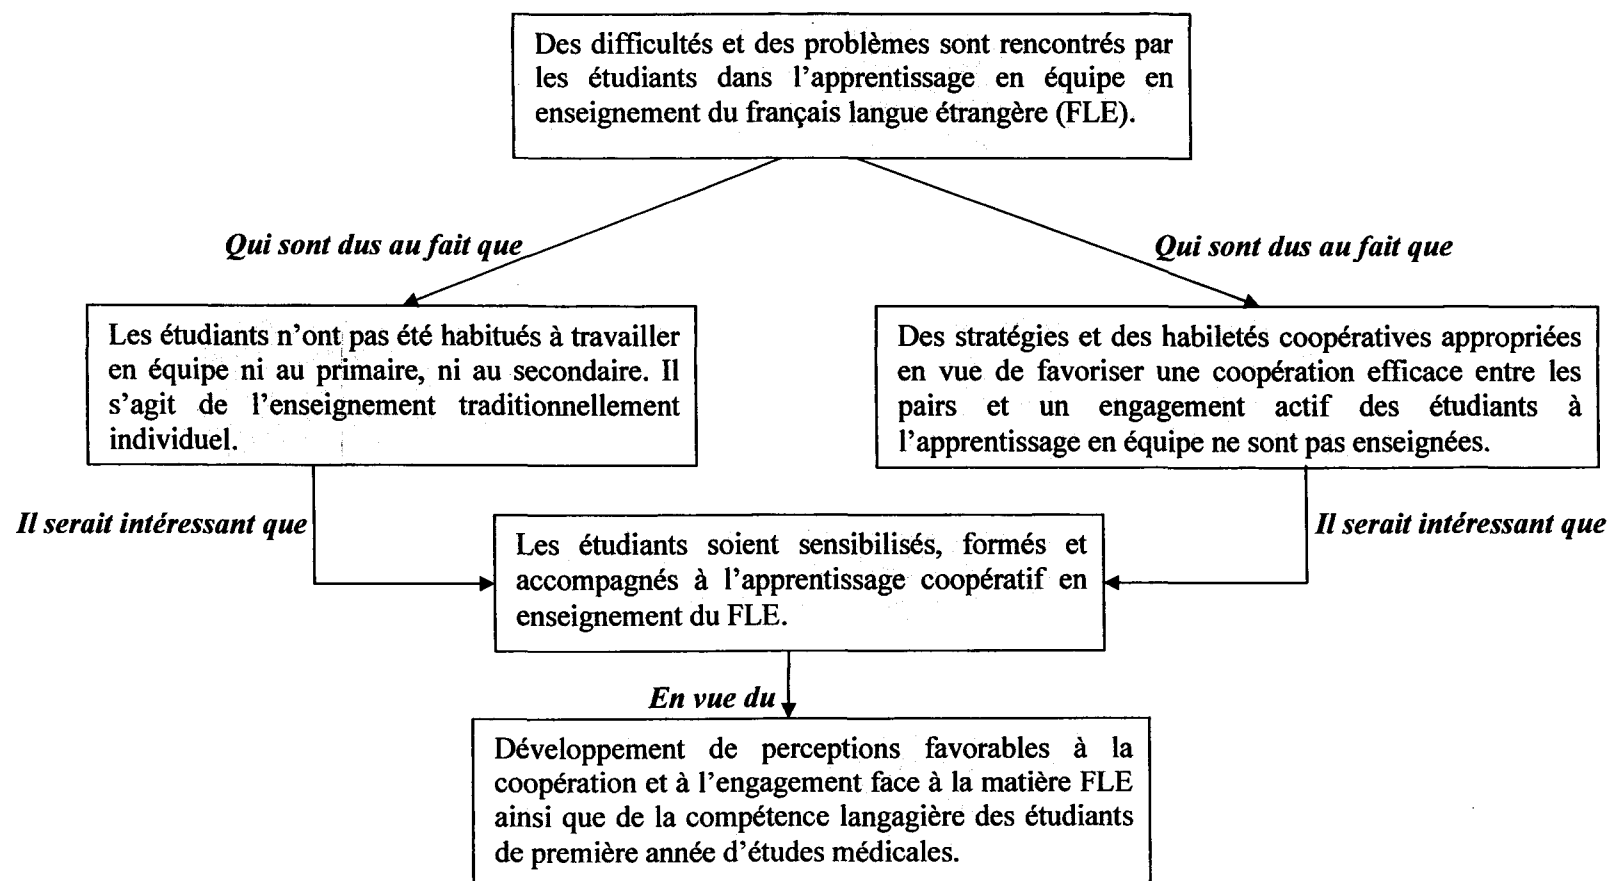 Des difficultés et des problèmes sont rencontrés par
les étudiants dans l'apprentissage en équipe en
enseignement du français langue étrangère (FLE).
Qui sont dus au fait que
Qui sont dus au fait que
Les étudiants n'ont pas été habitués à travailler
en équipe ni au primaire, ni au secondaire. Il
s'agit de l'enseignement traditionnellement
individuel.
Des stratégies et des habiletés coopératives appropriées
en vue de favoriser une coopération efficace entre les
pairs et un engagement actif des étudiants à
l'apprentissage en équipe ne sont pas enseignées.
Il serait intéressant que
Il serait intéressant que
Les étudiants soient sensibilisés, formés et
accompagnés à l'apprentissage coopératif en
enseignement du FLE.
En vue du
Développement de perceptions favorables à la
coopération et à l'engagement face à la matière FLE
ainsi que de la compétence langagière des étudiants
de première année d'études médicales.